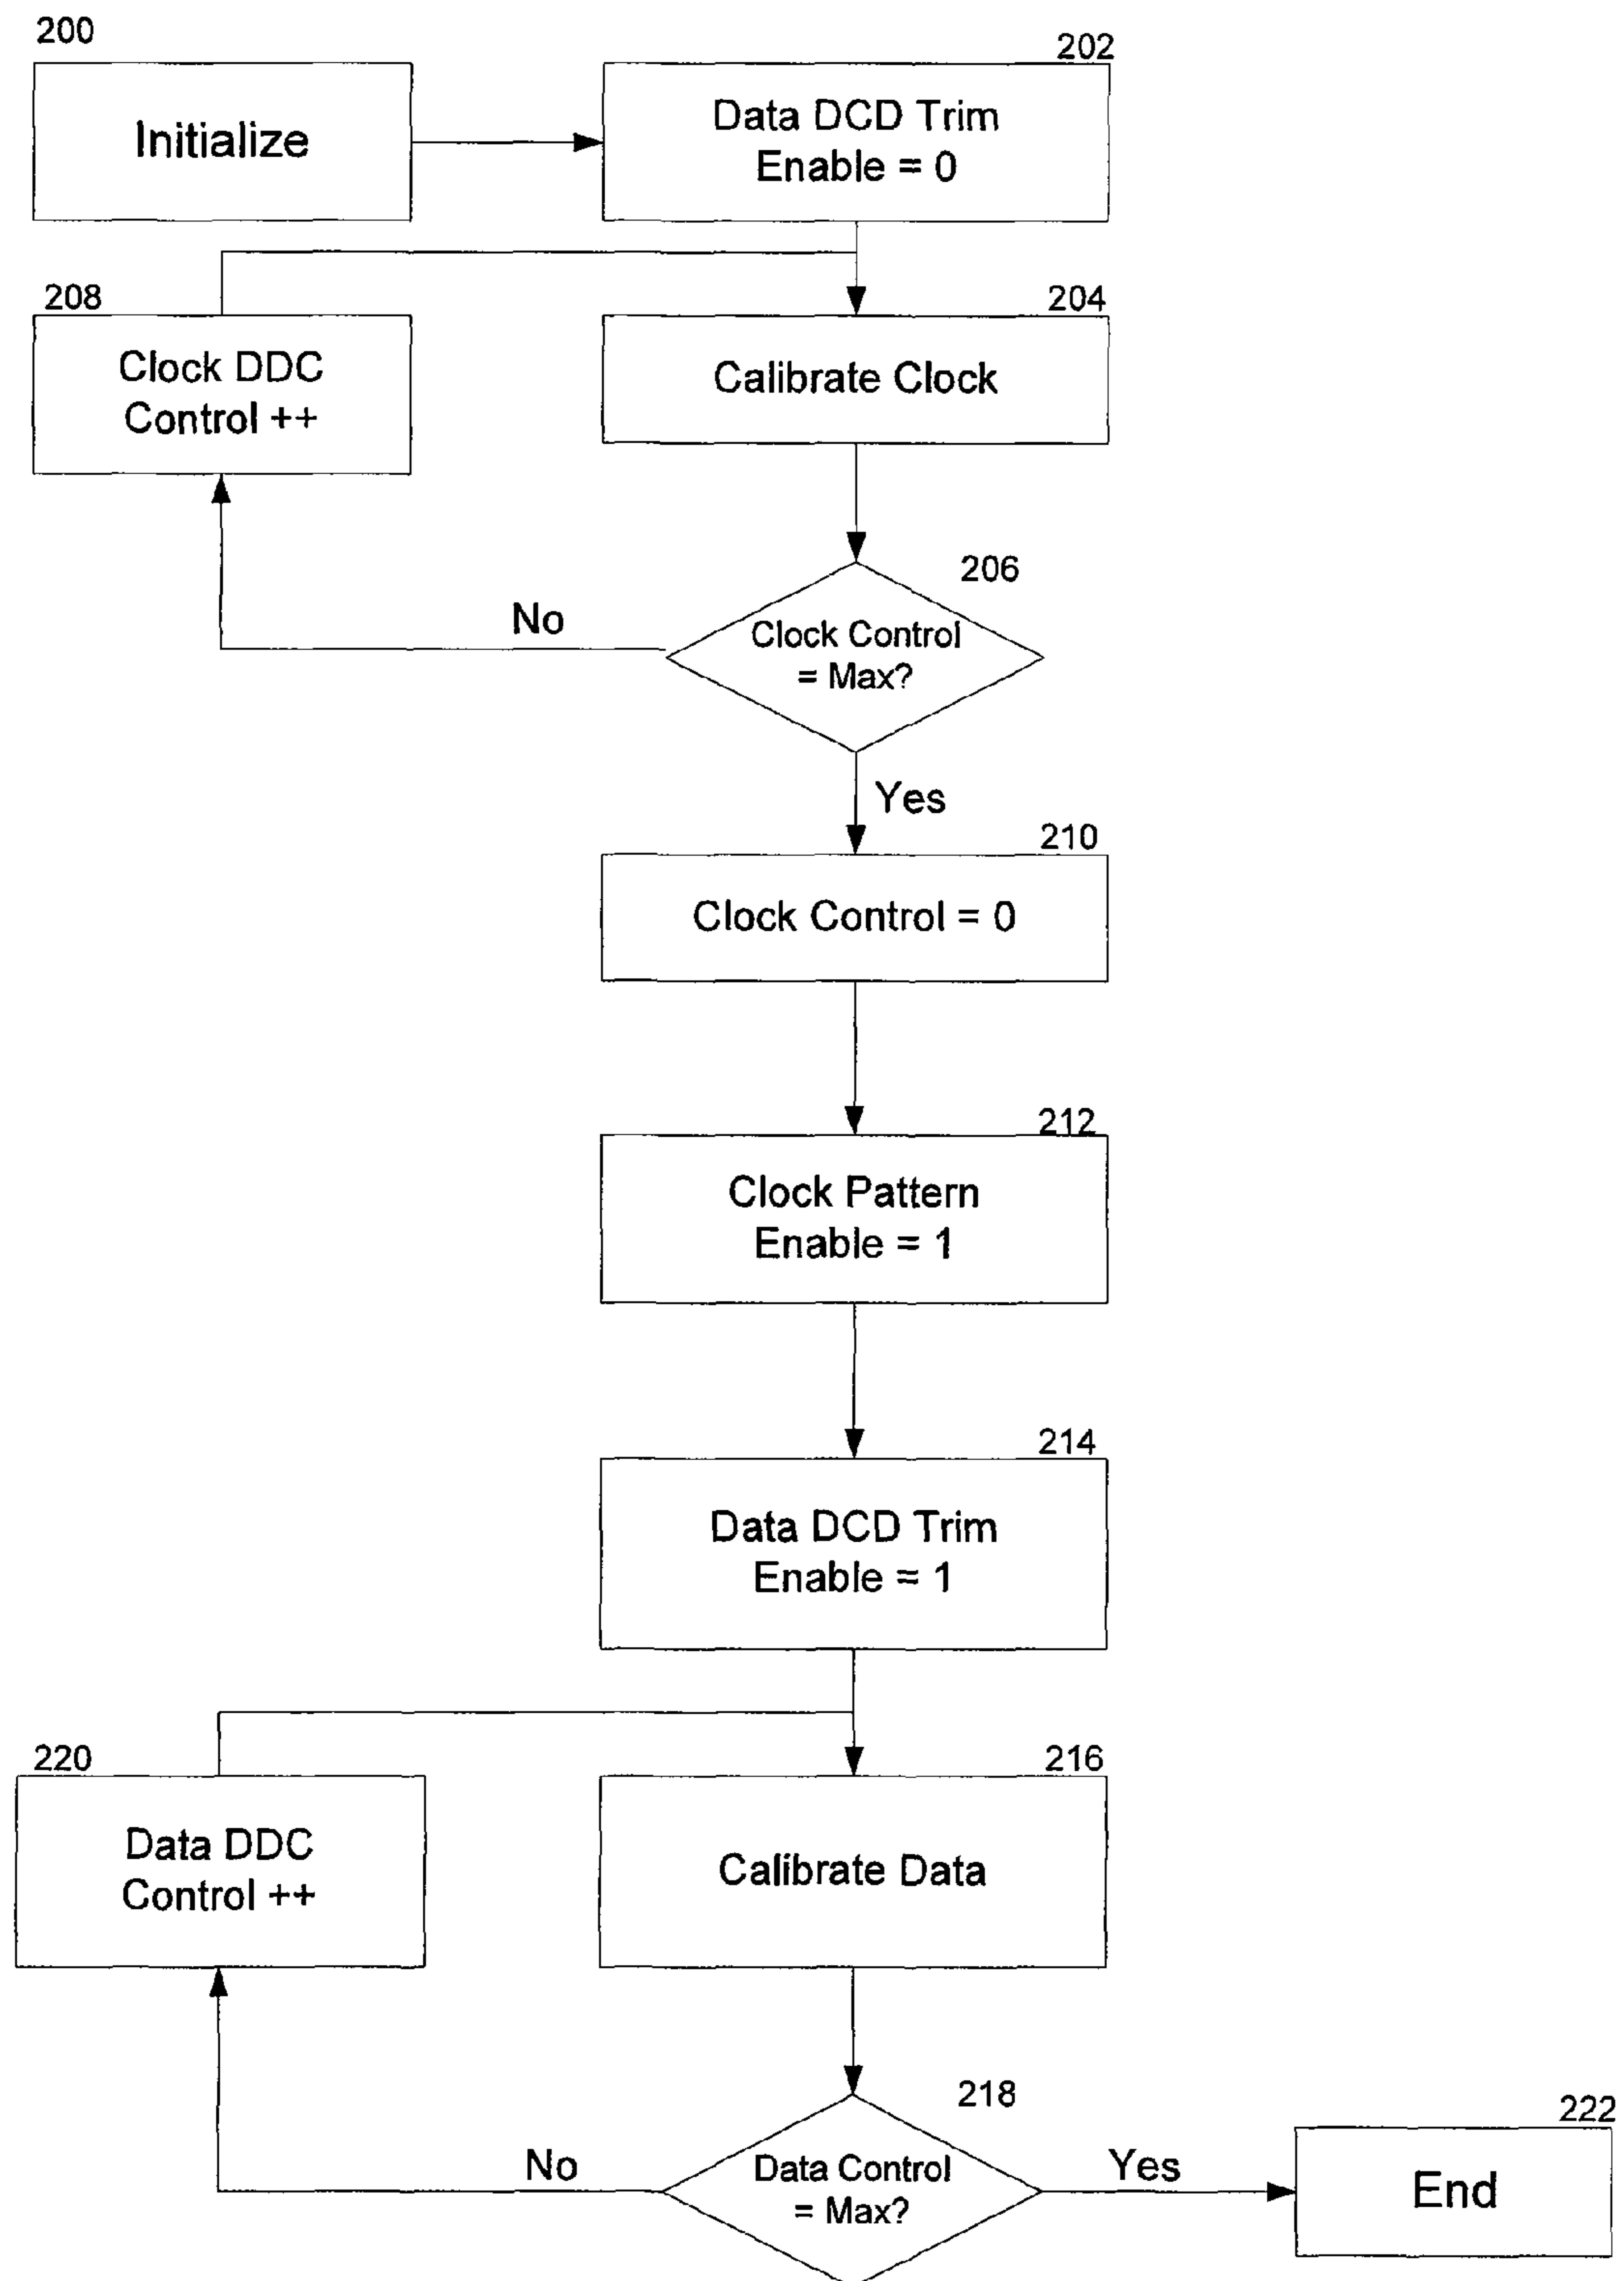 200
Initialize
202
Data DCD Trim
Enable = 0
208
Clock DDC
Control ++
204
Calibrate Clock
206
Clock Control
= Max?
No
Yes
210
Clock Control = 0
212
Clock Pattern
Enable = 1
214
Data DCD Trim
Enable = 1
220
Data DDC
Control ++
216
Calibrate Data
218
Data Control
= Max?
No
Yes
222
End